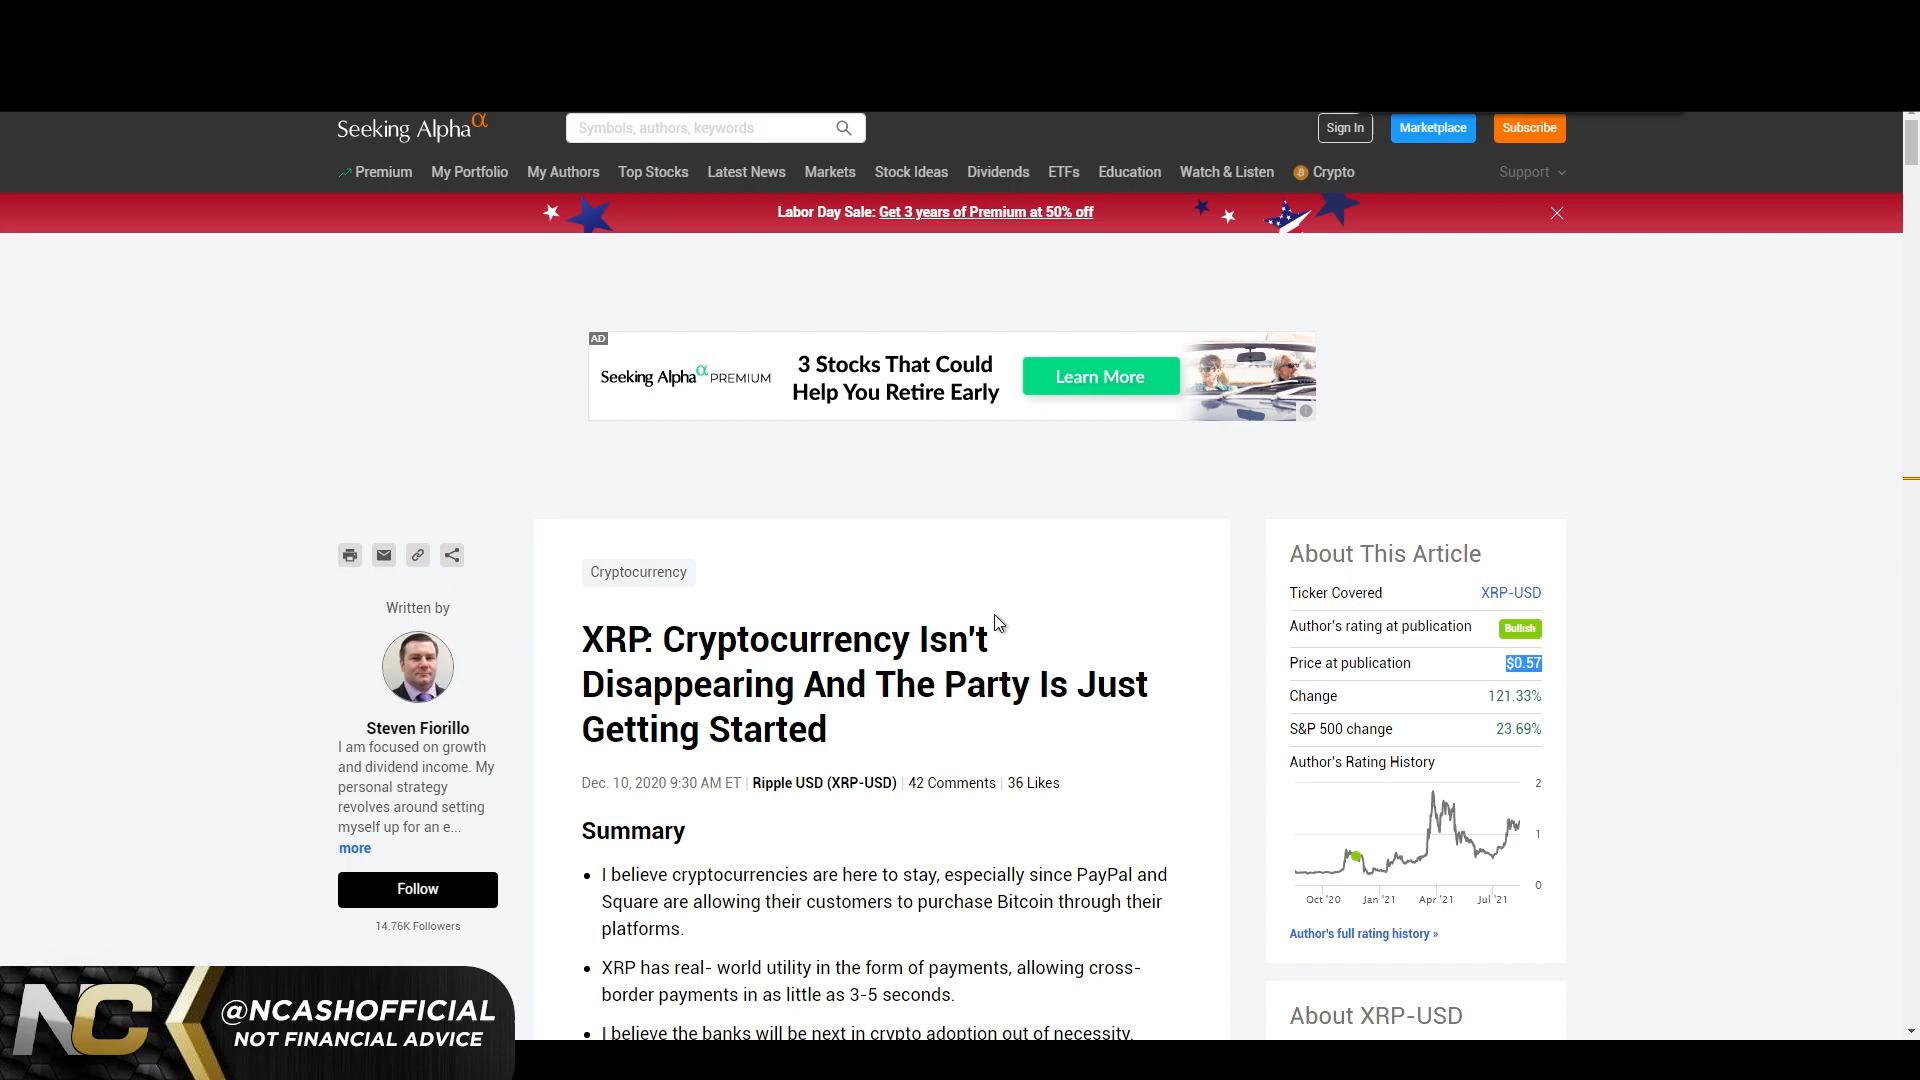 Seeking Alphaα
Symbols, authors, keywords
Sign In
Marketplace
Subscribe
Premium My Portfolio My Authors Top Stocks Latest News Markets Stock Ideas Dividends ETFs Education Watch & Listen Crypto Support
Labor Day Sale: Get 3 years of Premium at 50% off
AD
Seeking Alphaα PREMIUM
3 Stocks That Could
Help You Retire Early
Learn More
Written by
Steven Fiorillo
I am focused on growth
and dividend income. My
personal strategy
revolves around setting
myself up for an e...
more
Follow
14.76K Followers
Cryptocurrency
XRP: Cryptocurrency Isn't
Disappearing And The Party Is Just
Getting Started
Dec. 10, 2020 9:30 AM ET | Ripple USD (XRP-USD) | 42 Comments | 36 Likes
Summary
• I believe cryptocurrencies are here to stay, especially since PayPal and
Square are allowing their customers to purchase Bitcoin through their
platforms.
• XRP has real- world utility in the form of payments, allowing cross-
border payments in as little as 3-5 seconds.
• I believe the banks will be next in crypto adoption out of necessity.
About This Article
Ticker Covered XRP-USD
Author's rating at publication Bullish
Price at publication $0.57
Change 121.33%
S&P 500 change 23.69%
Author's Rating History
2
1
0
Oct '20 Jan '21 Apr '21 Jul '21
Author's full rating history »
About XRP-USD
NC
@NCASHOFFICIAL
NOT FINANCIAL ADVICE